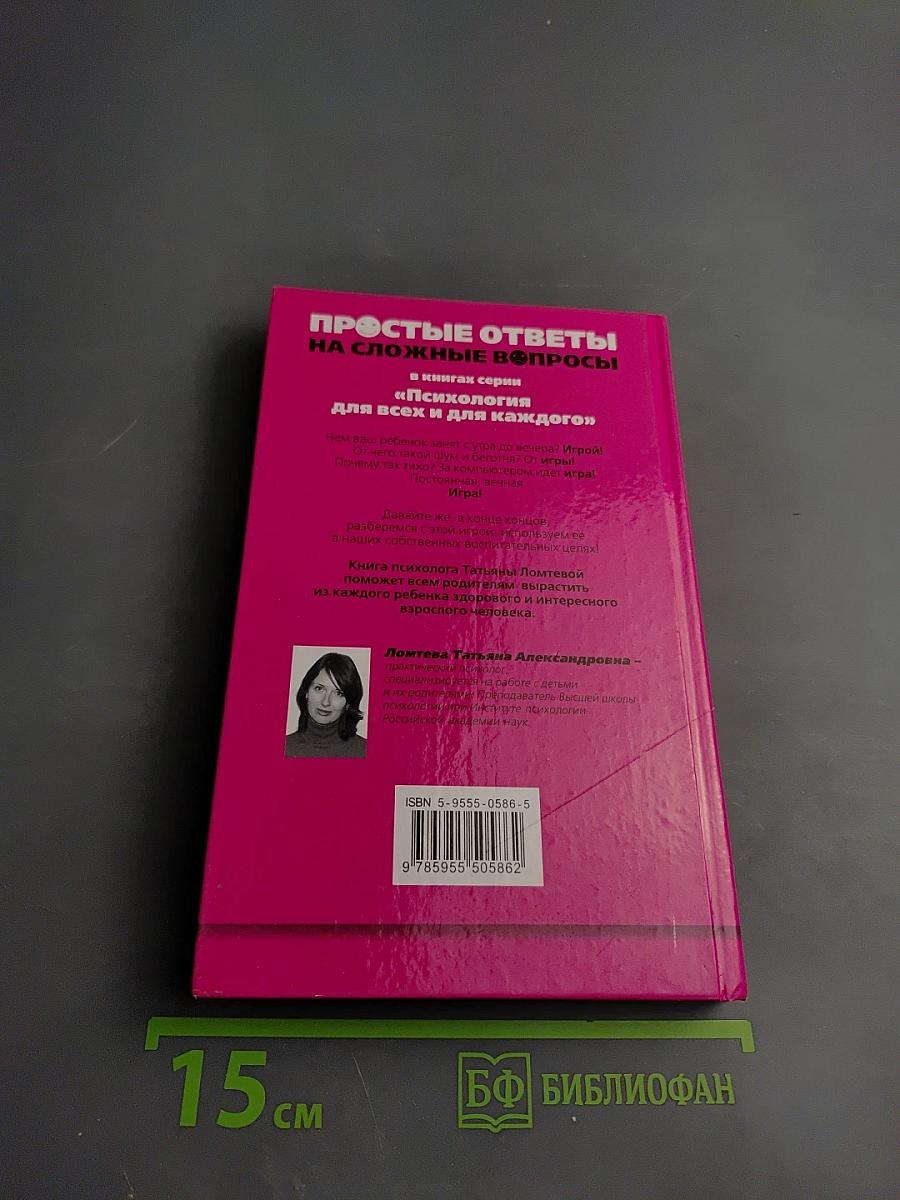 ПРОСТЫЕ ОТВЕТЫ
НА СЛОЖНЫЕ ВОПРОСЫ
в книгах серии
«Психология
для всех и для каждого»
Чем ваш ребенок занят с утра до вечера? Игрой!
От чего такой шум и беготня? От игры!
Почему так тихо? За компьютером идет игра!
Постоянная, вечная
Игра!
Давайте же, в конце концов,
разберемся с этой игрой, используем ее
в наших собственных воспитательных целях!
Книга психолога Татьяны Ломтевой
поможет всем родителям вырастить
из каждого ребенка здорового и интересного
взрослого человека.
Ломтева Татьяна Александровна –
практический психолог,
специализируется на работе с детьми
и их родителями. Преподаватель Высшей школы
психологии при Институте психологии
Российской академии наук.
ISBN 5-9555-0586-5
9 785955 505862
15 см
БФ БИБЛИОФАН